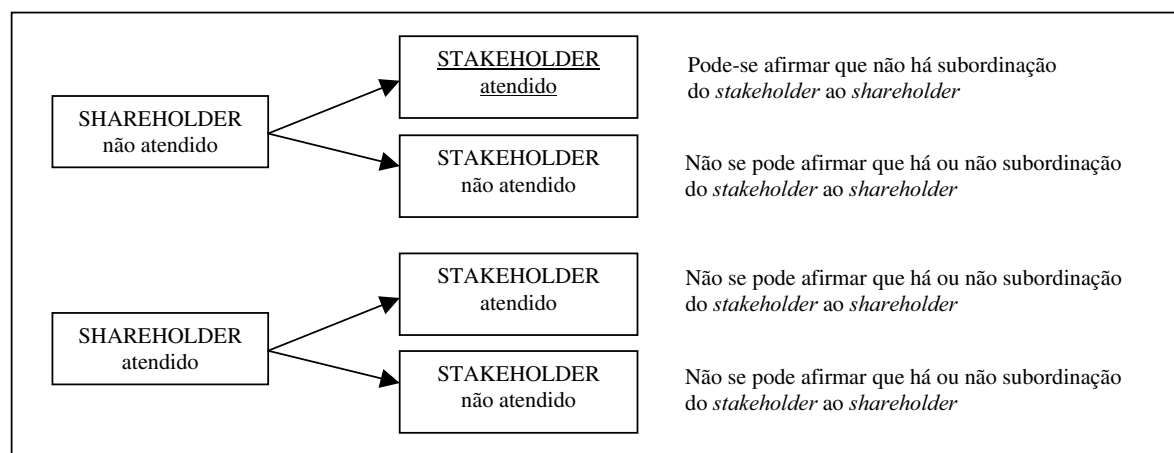 STAKEHOLDER
atendido
Pode-se afirmar que não há subordinação
do stakeholder ao shareholder
SHAREHOLDER
não atendido
STAKEHOLDER
não atendido
Não se pode afirmar que há ou não subordinação
do stakeholder ao shareholder
STAKEHOLDER
atendido
Não se pode afirmar que há ou não subordinação
do stakeholder ao shareholder
SHAREHOLDER
atendido
STAKEHOLDER
não atendido
Não se pode afirmar que há ou não subordinação
do stakeholder ao shareholder